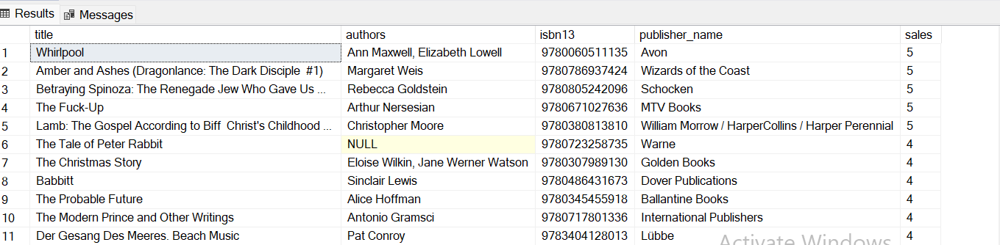 Results Messages
title authors isbn13 publisher_name sales
1 Whirlpool Ann Maxwell, Elizabeth Lowell 9780060511135 Avon 5
2 Amber and Ashes (Dragonlance: The Dark Disciple  #1) Margaret Weis 9780786937424 Wizards of the Coast 5
3 Betraying Spinoza: The Renegade Jew Who Gave Us ... Rebecca Goldstein 9780805242096 Schocken 5
4 The Fuck-Up Arthur Nersesian 9780671027636 MTV Books 5
5 Lamb: The Gospel According to Biff  Christ's Childhood ... Christopher Moore 9780380813810 William Morrow / HarperCollins / Harper Perennial 5
6 The Tale of Peter Rabbit NULL 9780723258735 Warne 4
7 The Christmas Story Eloise Wilkin, Jane Werner Watson 9780307989130 Golden Books 4
8 Babbitt Sinclair Lewis 9780486431673 Dover Publications 4
9 The Probable Future Alice Hoffman 9780345455918 Ballantine Books 4
10 The Modern Prince and Other Writings Antonio Gramsci 9780717801336 International Publishers 4
11 Der Gesang Des Meeres. Beach Music Pat Conroy 9783404128013 Lübbe 4
Activate Windows